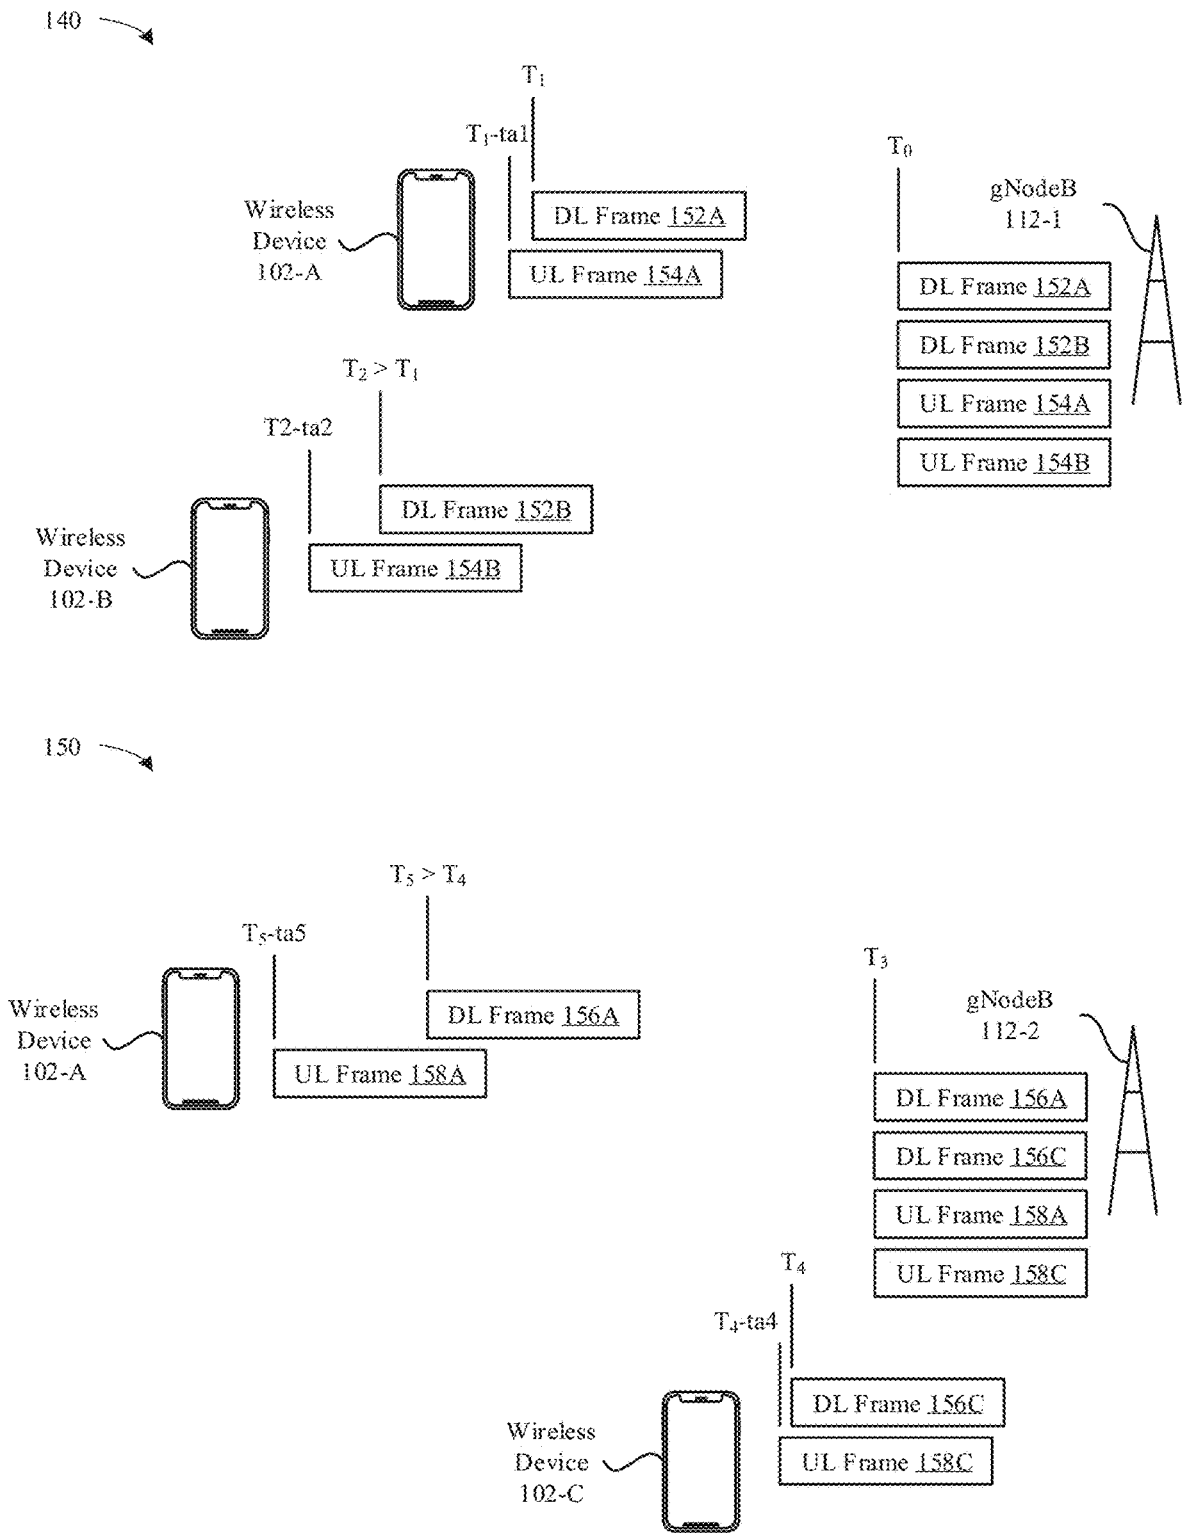 140
T₁
T₁-ta1
T₀
Wireless
Device
102-A
DL Frame 152A
UL Frame 154A
gNodeB
112-1
DL Frame 152A
DL Frame 152B
UL Frame 154A
UL Frame 154B
T₂ > T₁
T2-ta2
Wireless
Device
102-B
DL Frame 152B
UL Frame 154B
150
T₅ > T₄
T₅-ta5
Wireless
Device
102-A
DL Frame 156A
UL Frame 158A
T₃
gNodeB
112-2
DL Frame 156A
DL Frame 156C
UL Frame 158A
UL Frame 158C
T₄
T₄-ta4
Wireless
Device
102-C
DL Frame 156C
UL Frame 158C